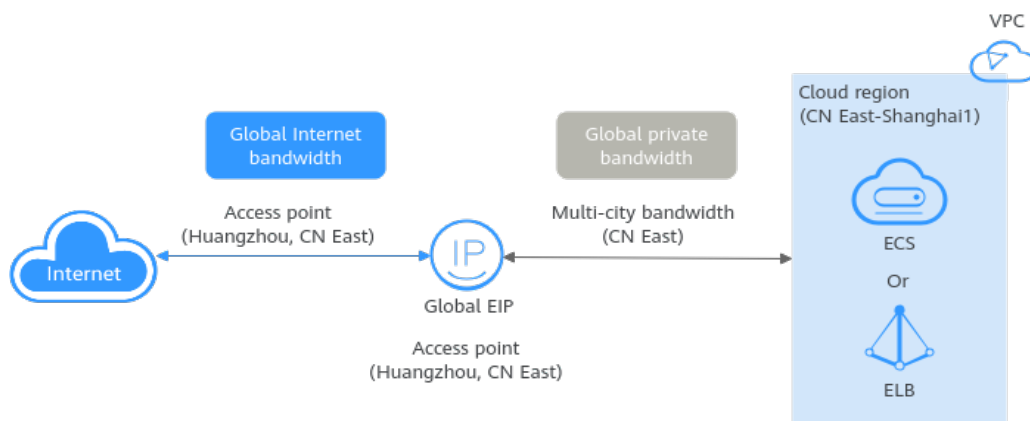 VPC
Cloud region
(CN East-Shanghai1)
Global Internet
bandwidth
Global private
bandwidth
Access point
(Huangzhou, CN East)
Multi-city bandwidth
(CN East)
Internet
IP
Global EIP
Access point
(Huangzhou, CN East)
ECS
Or
ELB